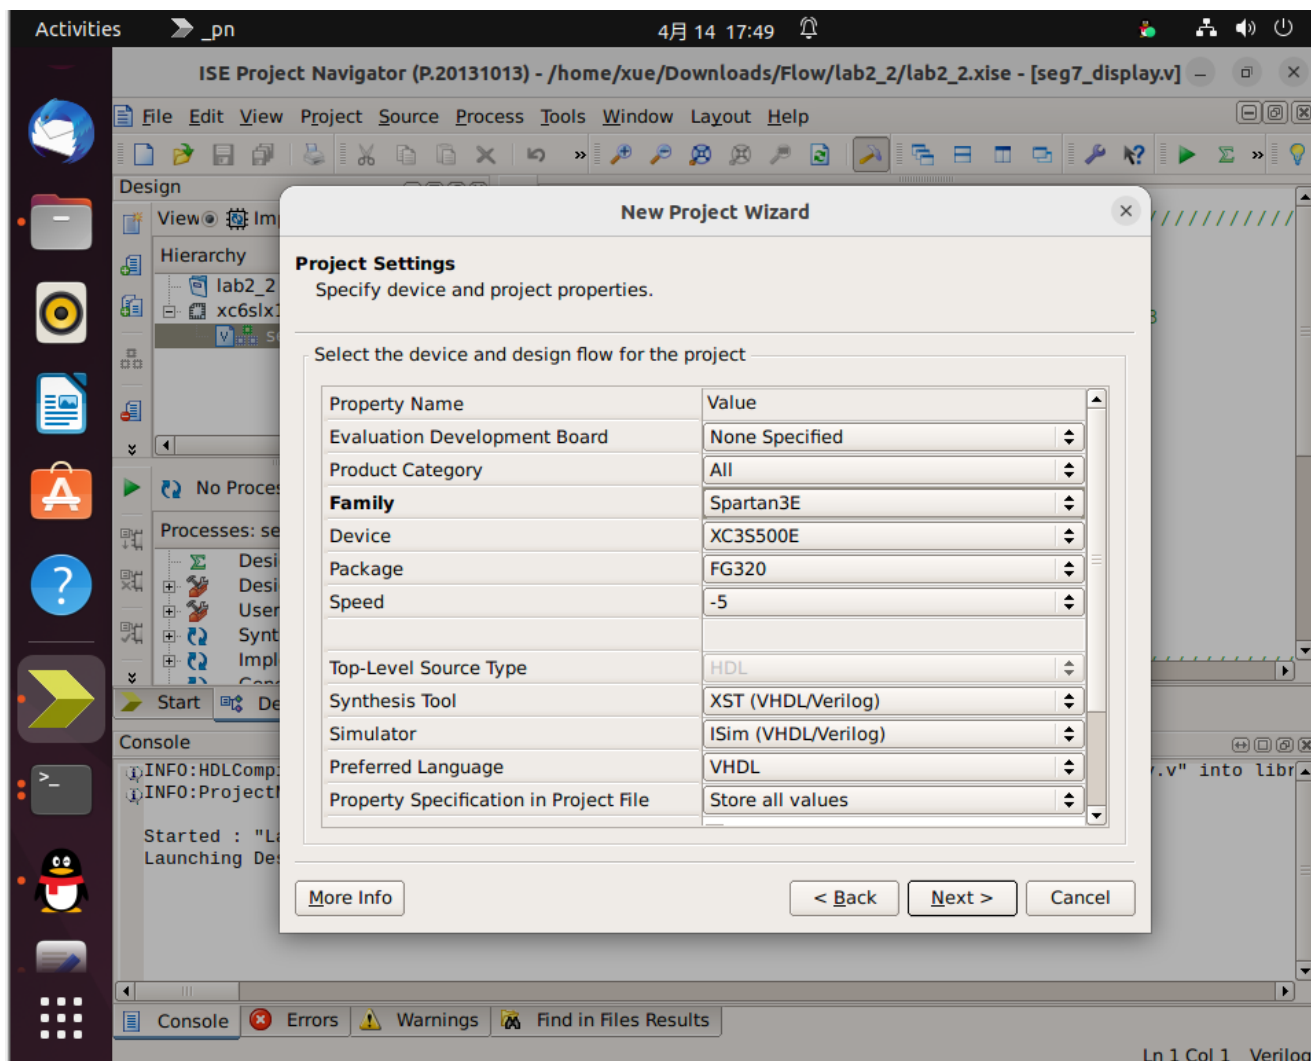 Activities
_pn
4月 14 17:49
ISE Project Navigator (P.20131013) - /home/xue/Downloads/Flow/lab2_2/lab2_2.xise - [seg7_display.v]
File Edit View Project Source Process Tools Window Layout Help
Design
View
Hierarchy
lab2_2
No Proce
Processes: se
Desi
Desi
User
Synt
Impl
Start
De
New Project Wizard
Project Settings
Specify device and project properties.
Select the device and design flow for the project
Property Name Value
Evaluation Development Board None Specified
Product Category All
Family Spartan3E
Device XC3S500E
Package FG320
Speed -5
Top-Level Source Type HDL
Synthesis Tool XST (VHDL/Verilog)
Simulator ISim (VHDL/Verilog)
Preferred Language VHDL
Property Specification in Project File Store all values
More Info
< Back
Next >
Cancel
///////////
Console
INFO:HDLCompi .v" into libr
INFO:Project
Started : "La
Launching Des
Console Errors Warnings Find in Files Results
Ln 1 Col 1 Verilog